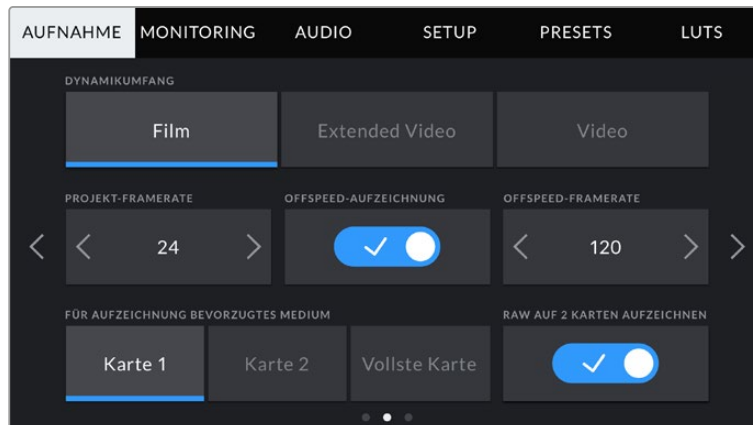 AUFNAHME MONITORING AUDIO SETUP PRESETS LUTS
DYNAMIKUMFANG
Film Extended Video Video
PROJEKT-FRAMERATE OFFSPEED-AUFZEICHNUNG OFFSPEED-FRAMERATE
24 120
FÜR AUFZEICHNUNG BEVORZUGTES MEDIUM RAW AUF 2 KARTEN AUFZEICHNEN
Karte 1 Karte 2 Vollste Karte